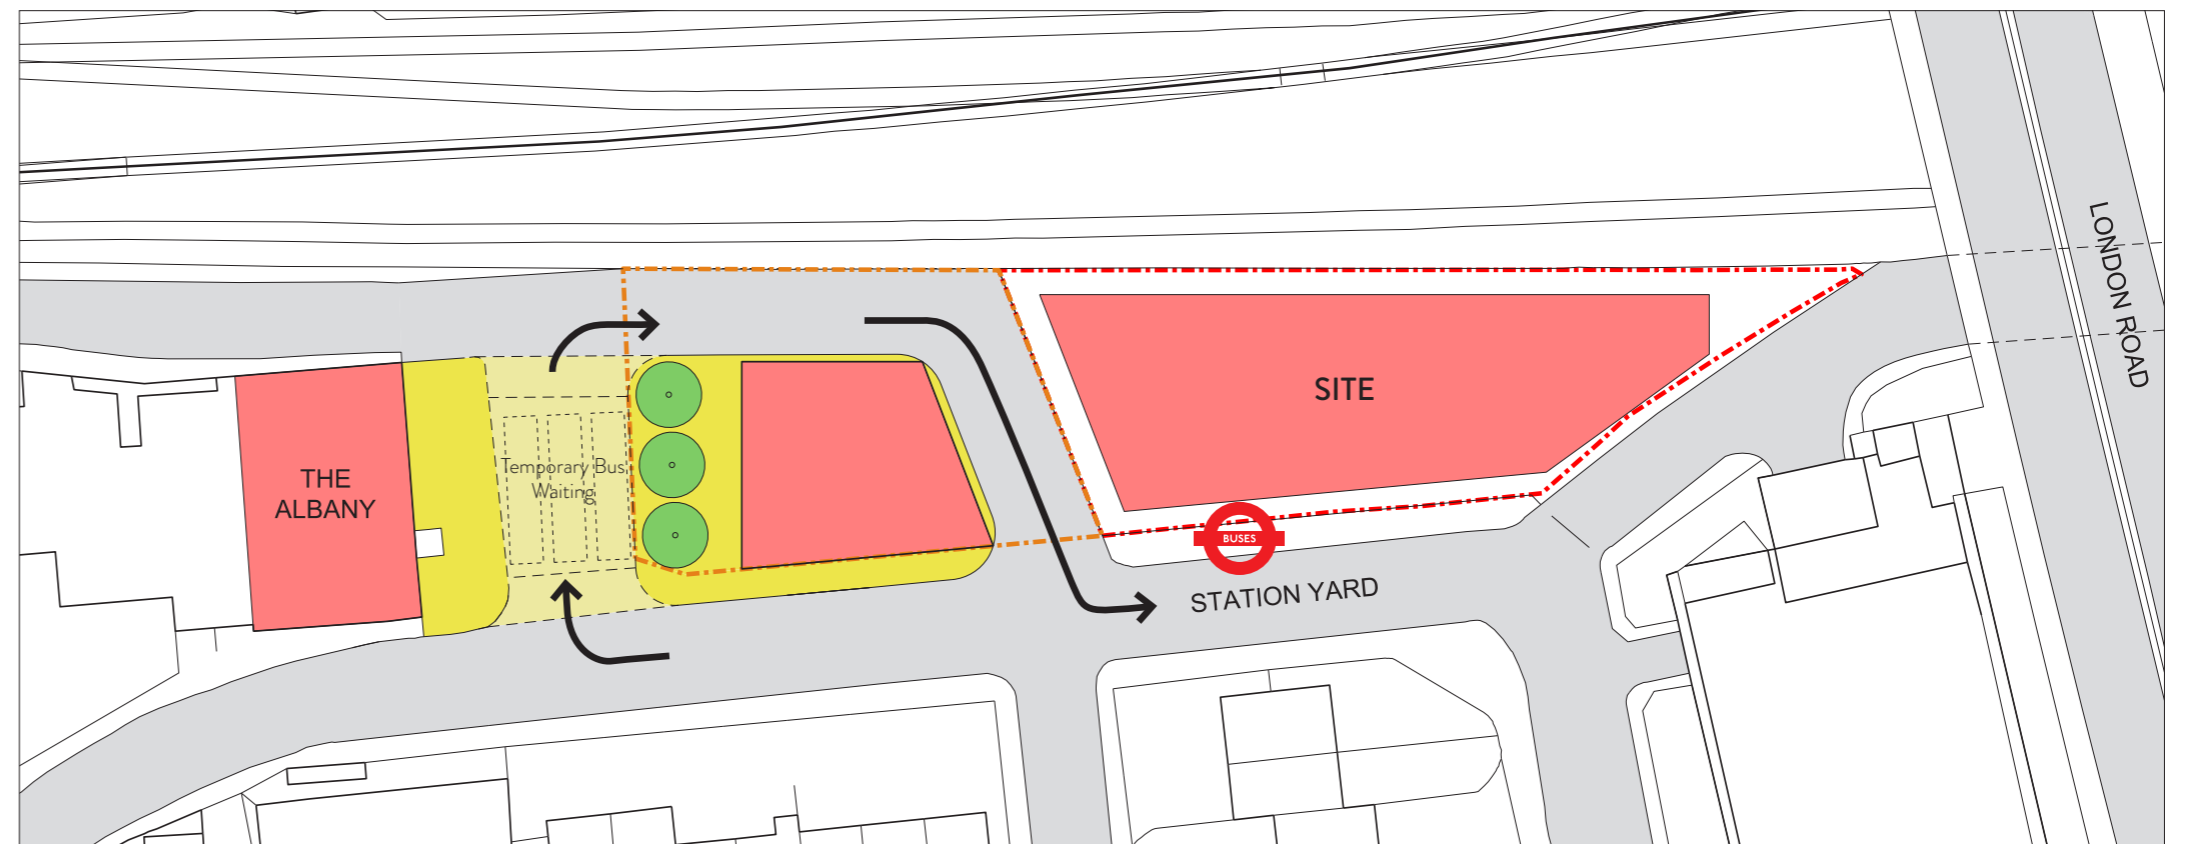 LONDON ROAD
SITE
THE
ALBANY
Temporary Bus
Waiting
BUSES
STATION YARD